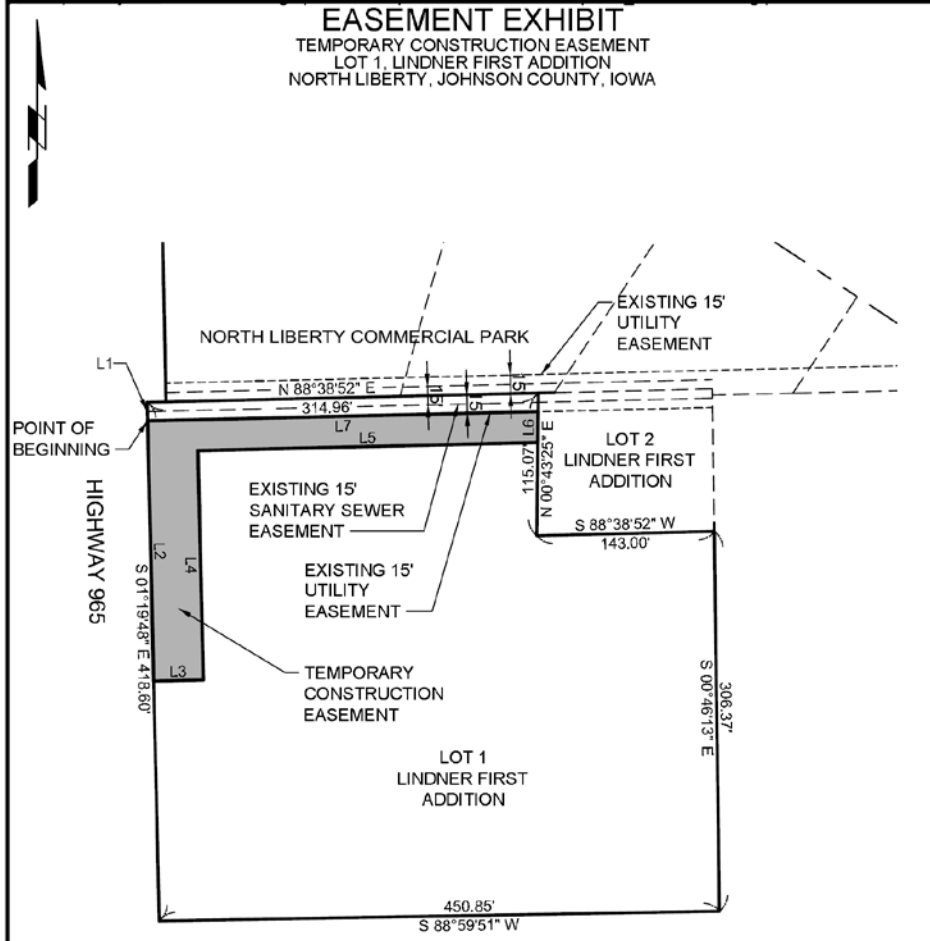 EASEMENT EXHIBIT
TEMPORARY CONSTRUCTION EASEMENT
LOT 1, LINDNER FIRST ADDITION
NORTH LIBERTY, JOHNSON COUNTY, IOWA
N
EXISTING 15'
UTILITY
EASEMENT
NORTH LIBERTY COMMERCIAL PARK
L1
N 88°38'52" E
15'
15'
15'
314.96'
POINT OF
BEGINNING
L7
L5
L6
115.07'
N 00°43'25" E
LOT 2
LINDNER FIRST
ADDITION
HIGHWAY 965
EXISTING 15'
SANITARY SEWER
EASEMENT
S 88°38'52" W
143.00'
L2
L4
EXISTING 15'
UTILITY
EASEMENT
S 01°19'48" E 418.60'
L3
TEMPORARY
CONSTRUCTION
EASEMENT
306.37'
S 00°46'13" E
LOT 1
LINDNER FIRST
ADDITION
450.85'
S 88°59'51" W